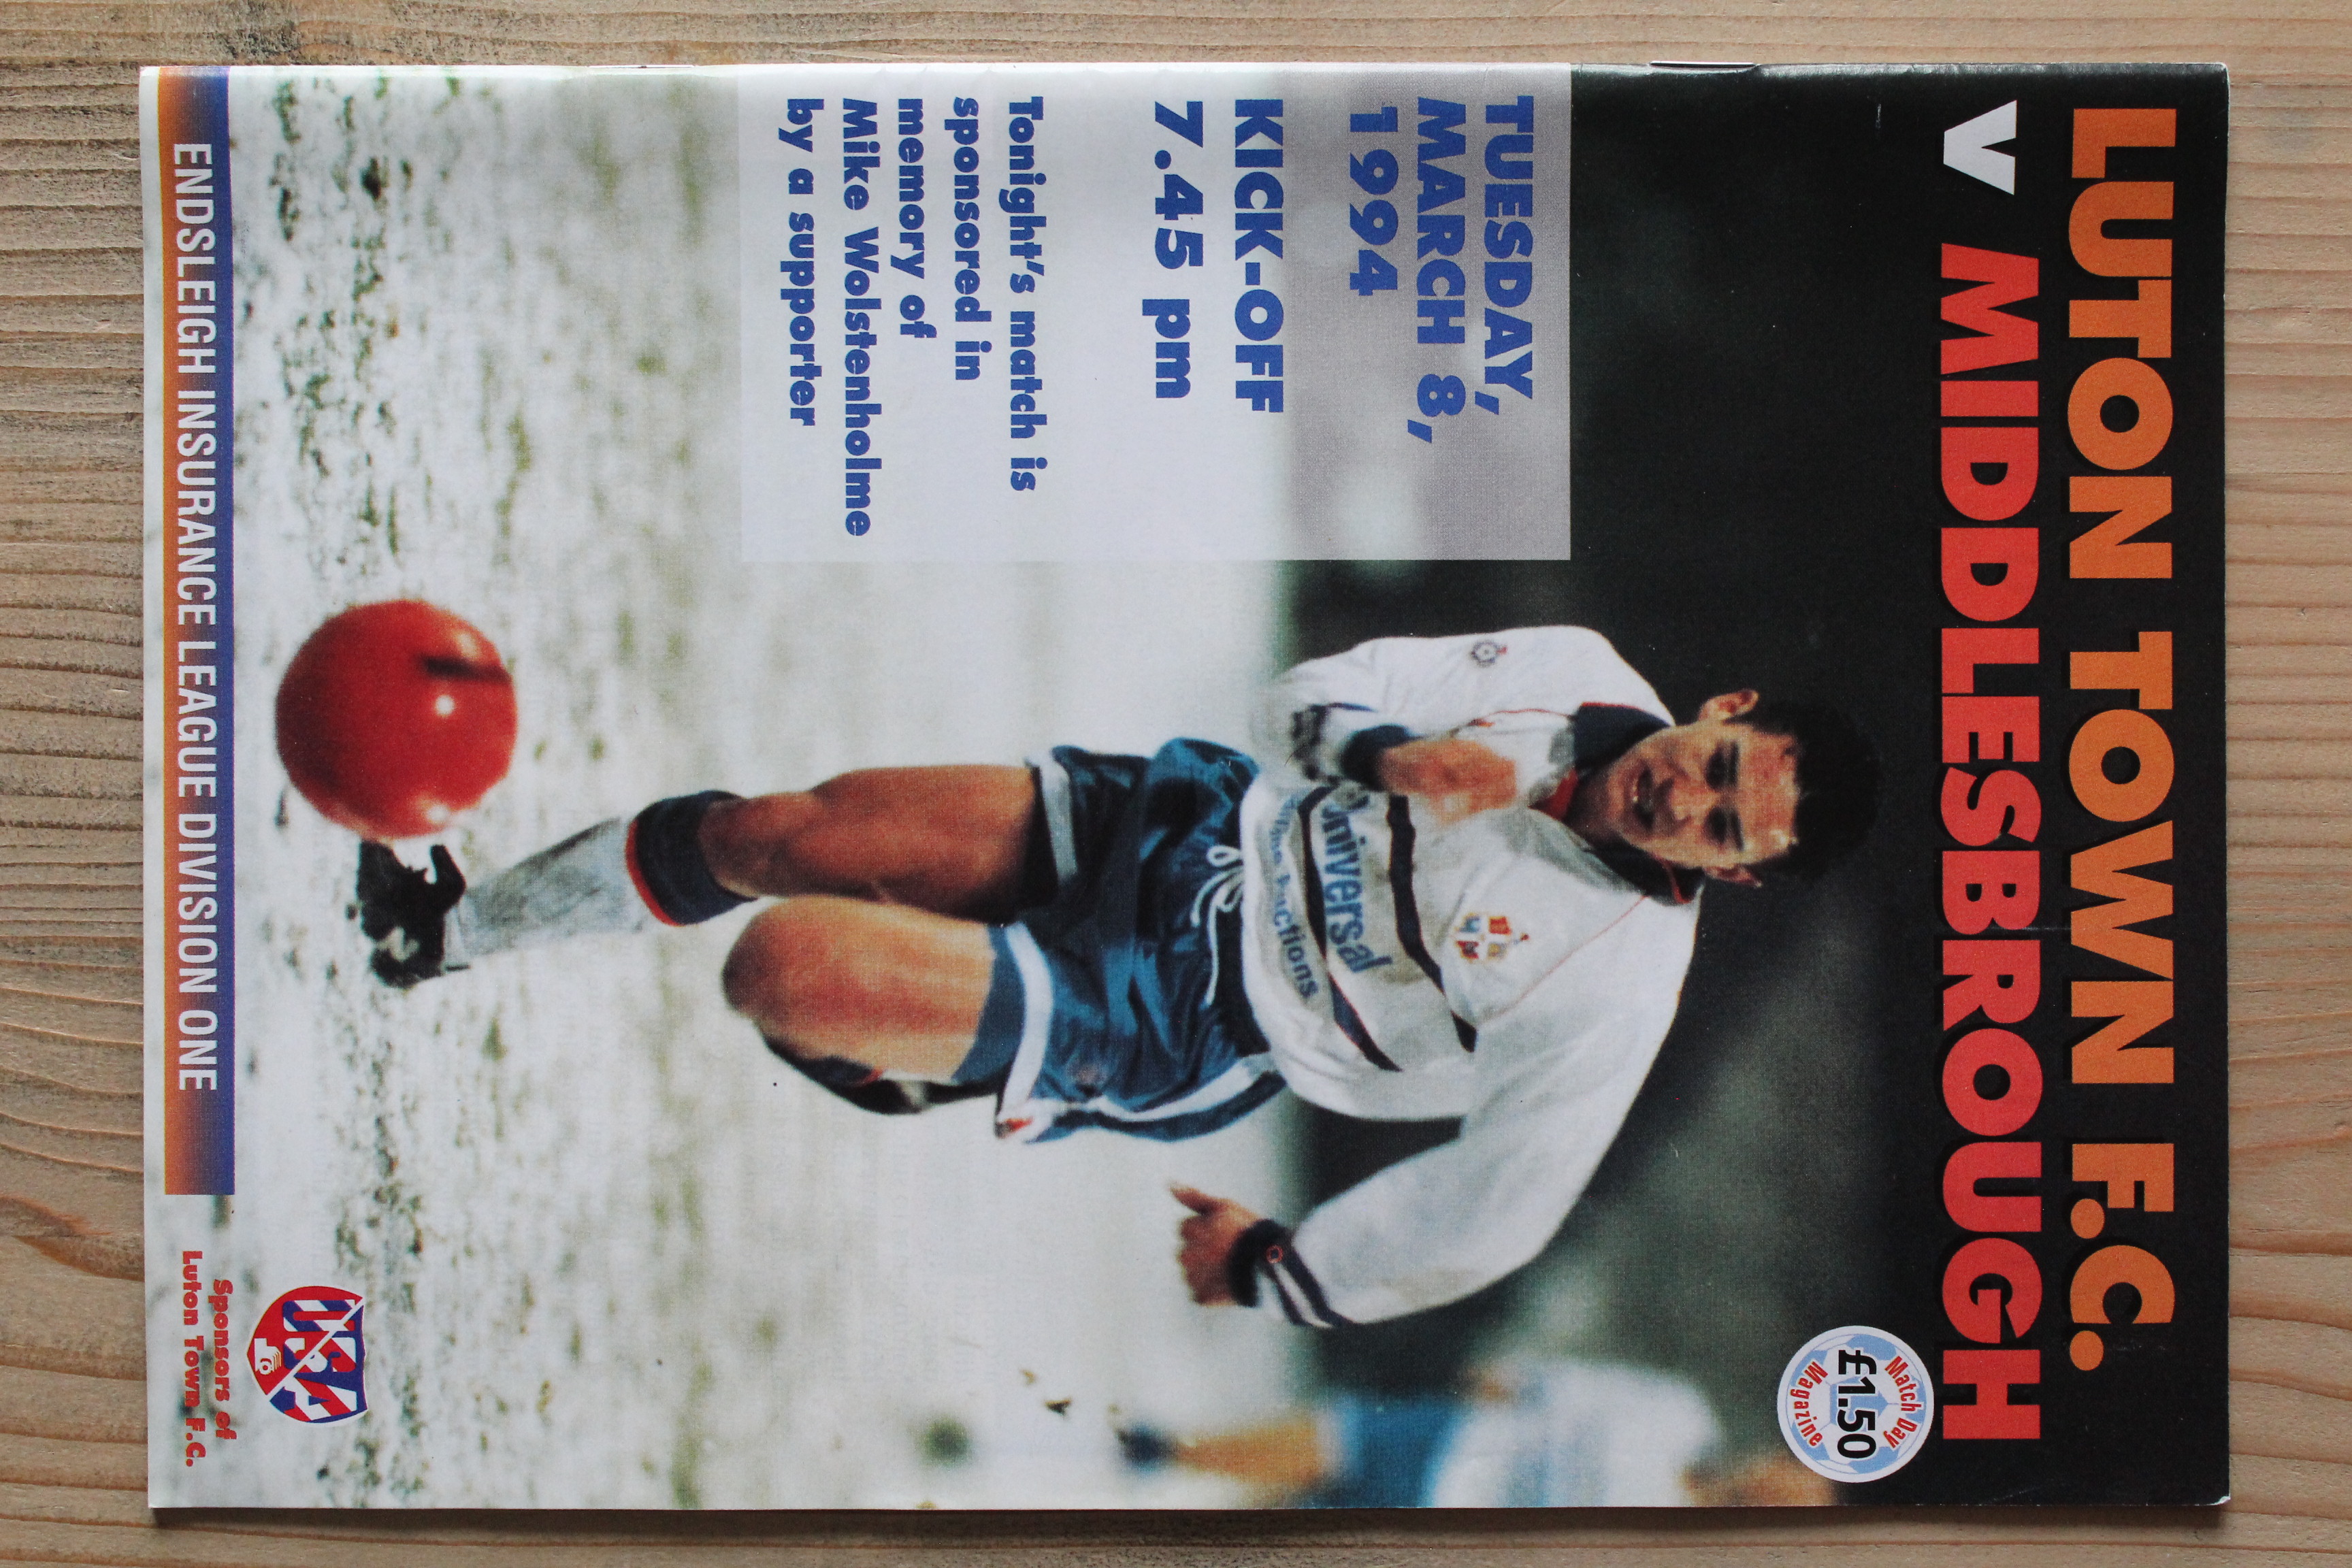 LUTON TOWN F.C.
v MIDDLESBROUGH
Match Day
£1.50
Magazine
TUESDAY,
MARCH 8,
1994
KICK-OFF
7.45 pm
Tonight's match is
sponsored in
memory of
Mike Wolstenholme
by a supporter
Universal
ctions
ENDSLEIGH INSURANCE LEAGUE DIVISION ONE
Sponsors of
Luton Town F.C.